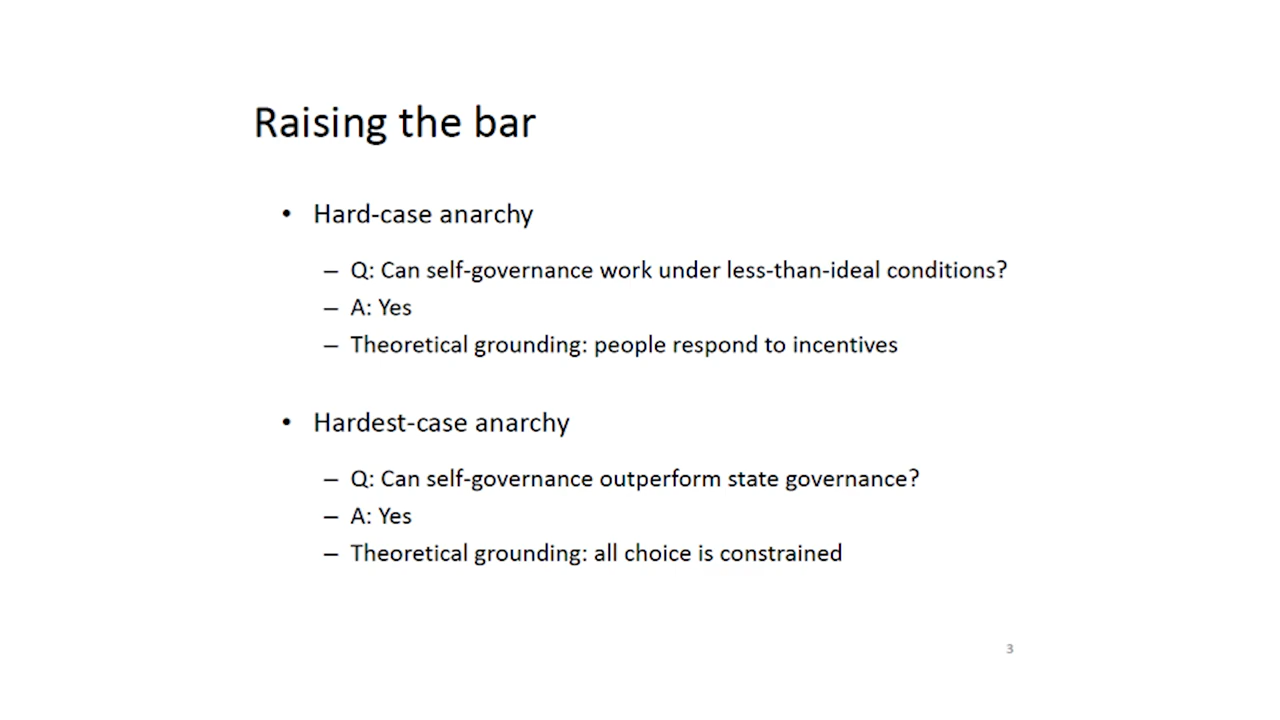 Raising the bar
• Hard-case anarchy
– Q: Can self-governance work under less-than-ideal conditions?
– A: Yes
– Theoretical grounding: people respond to incentives
• Hardest-case anarchy
– Q: Can self-governance outperform state governance?
– A: Yes
– Theoretical grounding: all choice is constrained
3